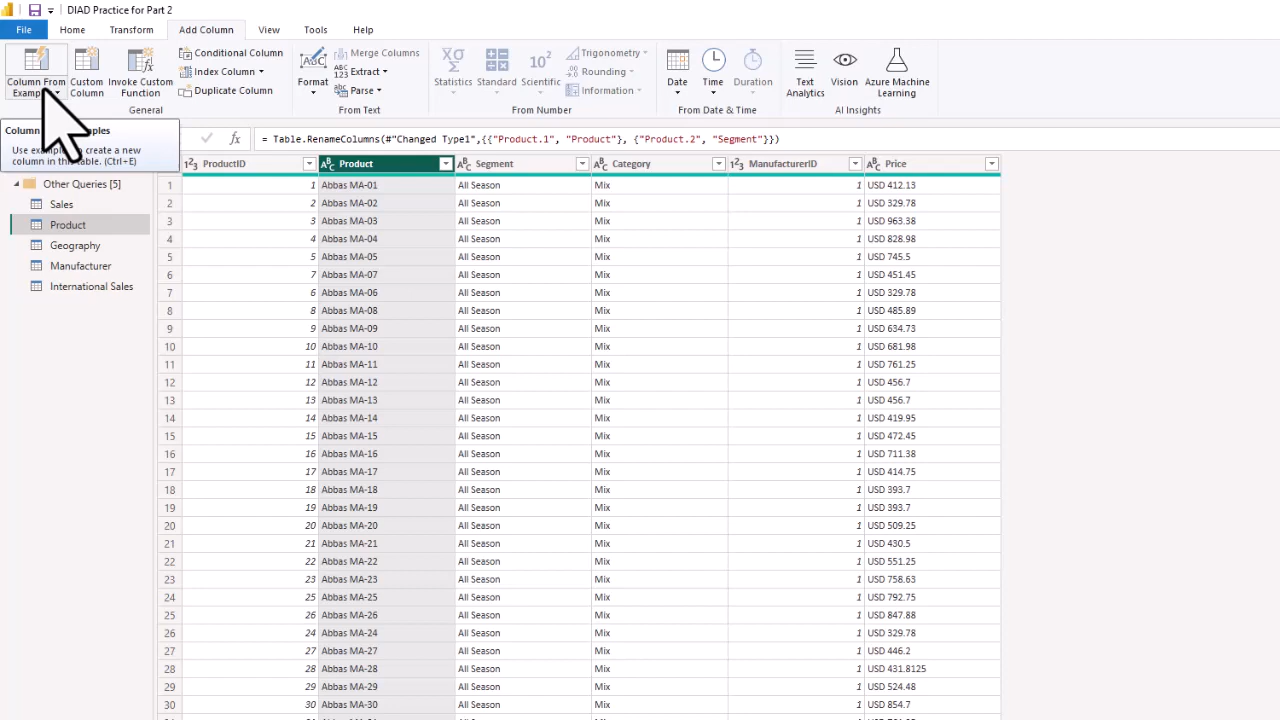 DIAD Practice for Part 2
File Home Transform Add Column View Tools Help
Column From Examples
Custom Column
Invoke Custom Function
Conditional Column
Index Column
Duplicate Column
General
Format
Merge Columns
Extract
Parse
From Text
Statistics
Standard
Scientific
Trigonometry
Rounding
Information
From Number
Date
Time
Duration
From Date & Time
Text Analytics
Vision
Azure Machine Learning
AI Insights
Column
Use to create a new
column in this table. (Ctrl+E)
fx = Table.RenameColumns(#"Changed Type1",{{"Product.1", "Product"}, {"Product.2", "Segment"}})
Other Queries [5]
Sales
Product
Geography
Manufacturer
International Sales
123 ProductID ABC Product ABC Segment ABC Category 123 ManufacturerID ABC Price
1 1 Abbas MA-01 All Season Mix 1 USD 412.13
2 2 Abbas MA-02 All Season Mix 1 USD 329.78
3 3 Abbas MA-03 All Season Mix 1 USD 963.38
4 4 Abbas MA-04 All Season Mix 1 USD 828.98
5 5 Abbas MA-05 All Season Mix 1 USD 745.5
6 7 Abbas MA-07 All Season Mix 1 USD 451.45
7 6 Abbas MA-06 All Season Mix 1 USD 329.78
8 8 Abbas MA-08 All Season Mix 1 USD 485.89
9 9 Abbas MA-09 All Season Mix 1 USD 634.73
10 10 Abbas MA-10 All Season Mix 1 USD 681.98
11 11 Abbas MA-11 All Season Mix 1 USD 761.25
12 12 Abbas MA-12 All Season Mix 1 USD 456.7
13 13 Abbas MA-13 All Season Mix 1 USD 456.7
14 14 Abbas MA-14 All Season Mix 1 USD 419.95
15 15 Abbas MA-15 All Season Mix 1 USD 472.45
16 16 Abbas MA-16 All Season Mix 1 USD 711.38
17 17 Abbas MA-17 All Season Mix 1 USD 414.75
18 18 Abbas MA-18 All Season Mix 1 USD 393.7
19 19 Abbas MA-19 All Season Mix 1 USD 393.7
20 20 Abbas MA-20 All Season Mix 1 USD 509.25
21 21 Abbas MA-21 All Season Mix 1 USD 430.5
22 22 Abbas MA-22 All Season Mix 1 USD 551.25
23 23 Abbas MA-23 All Season Mix 1 USD 758.63
24 25 Abbas MA-25 All Season Mix 1 USD 792.75
25 26 Abbas MA-26 All Season Mix 1 USD 847.88
26 24 Abbas MA-24 All Season Mix 1 USD 329.78
27 27 Abbas MA-27 All Season Mix 1 USD 446.2
28 28 Abbas MA-28 All Season Mix 1 USD 431.8125
29 29 Abbas MA-29 All Season Mix 1 USD 524.48
30 30 Abbas MA-30 All Season Mix 1 USD 854.7